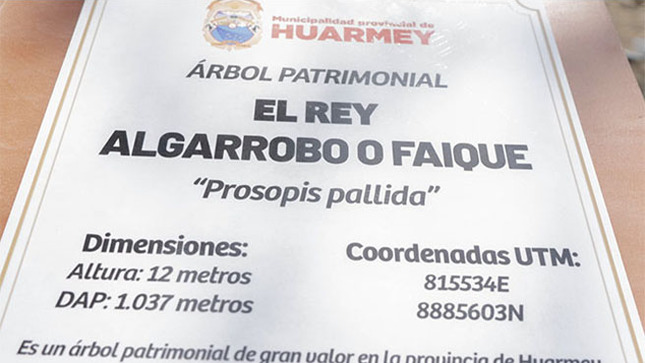 Municipalidad provincial de
HUARMEY
ÁRBOL PATRIMONIAL
EL REY
ALGARROBO O FAIQUE
“Prosopis pallida”
Dimensiones:
Altura: 12 metros
DAP: 1.037 metros
Coordenadas UTM:
815534E
8885603N
Es un árbol patrimonial de gran valor en la provincia de Huarmey